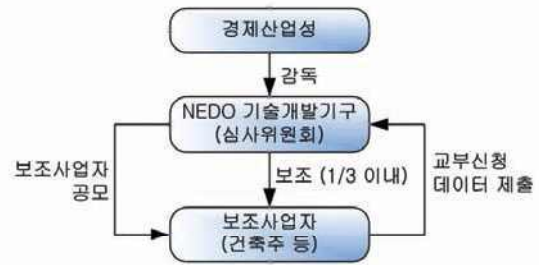 경제산업성
감독
NEDO 기술개발기구
(심사위원회)
보조사업자
공모
보조 (1/3 이내)
교부신청
데이터 제출
보조사업자
(건축주 등)